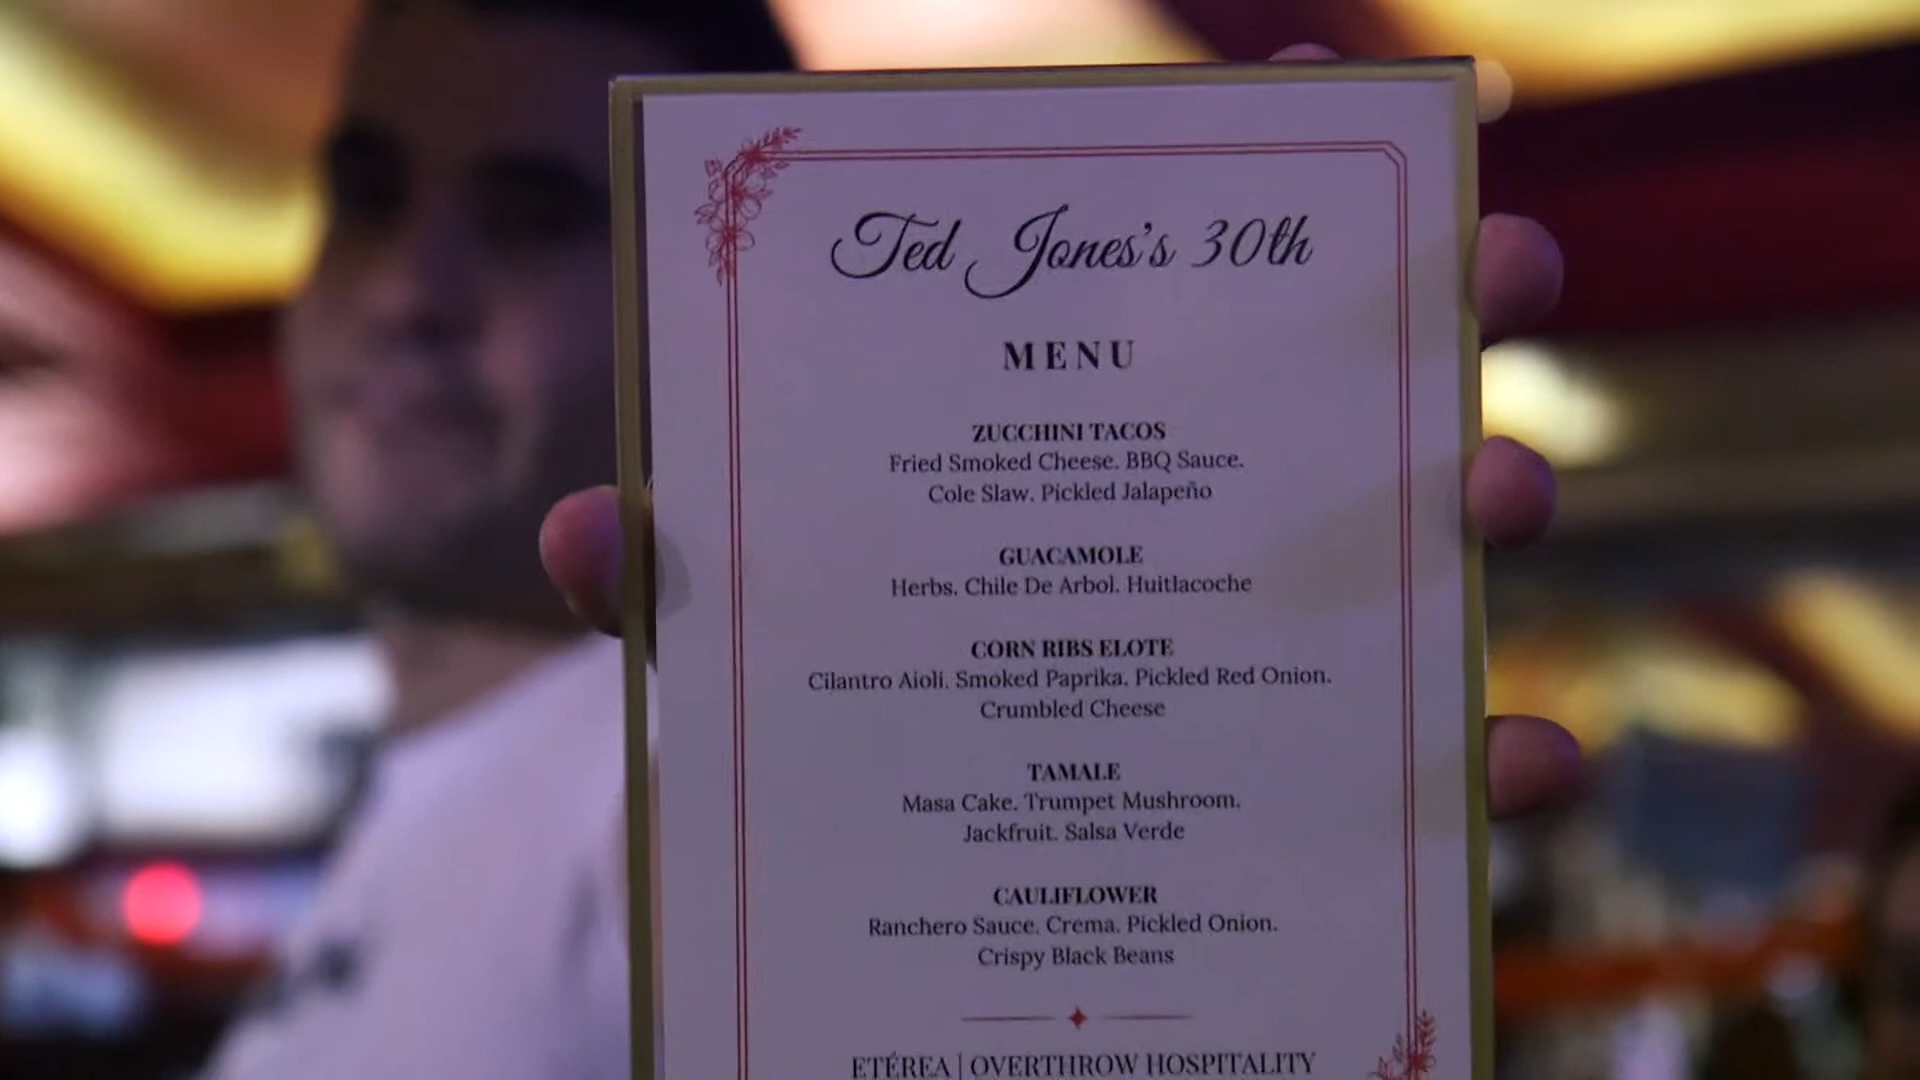 Ted Jones's 30th
MENU
ZUCCHINI TACOS
Fried Smoked Cheese. BBQ Sauce.
Cole Slaw. Pickled Jalapeño
GUACAMOLE
Herbs. Chile De Arbol. Huitlacoche
CORN RIBS ELOTE
Cilantro Aioli. Smoked Paprika. Pickled Red Onion.
Crumbled Cheese
TAMALE
Masa Cake. Trumpet Mushroom.
Jackfruit. Salsa Verde
CAULIFLOWER
Ranchero Sauce. Crema. Pickled Onion.
Crispy Black Beans
ETÉREA | OVERTHROW HOSPITALITY